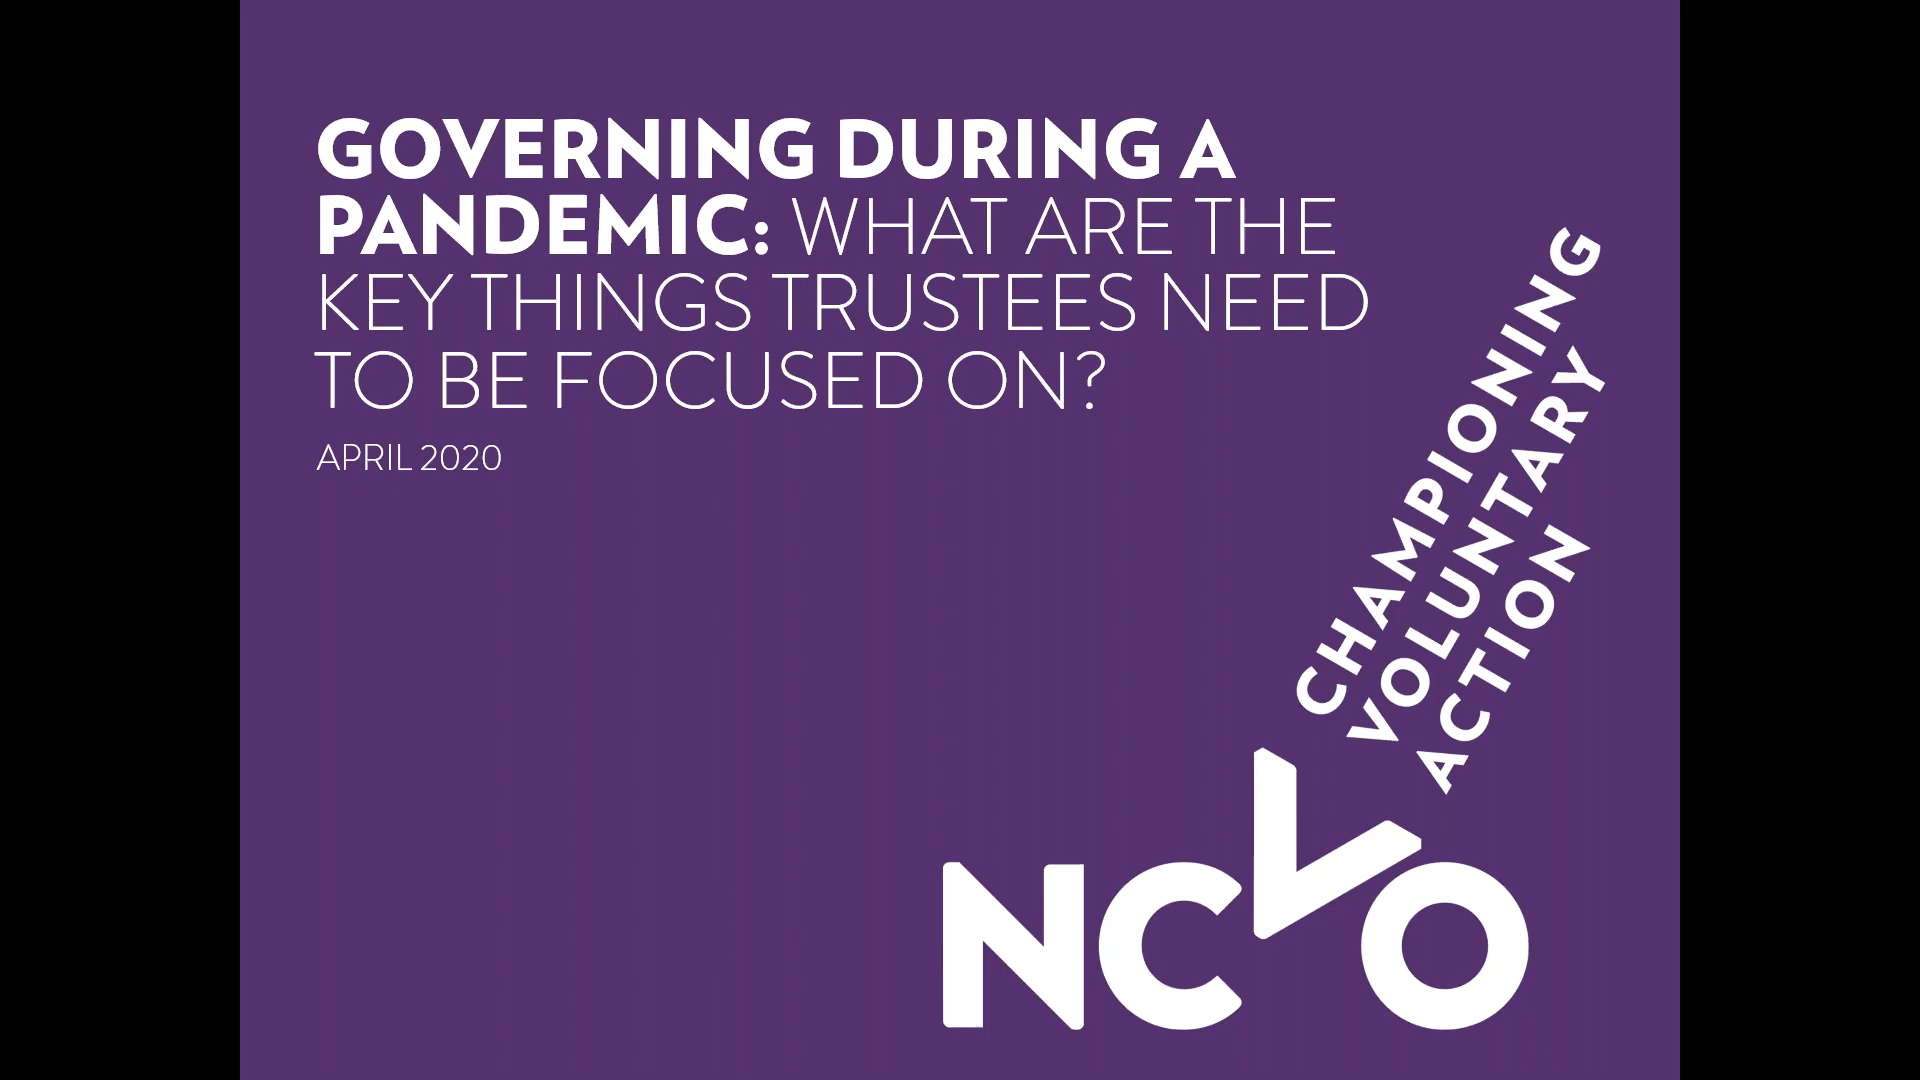 GOVERNING DURING A
PANDEMIC: WHAT ARE THE
KEY THINGS TRUSTEES NEED
TO BE FOCUSED ON?
APRIL 2020
CHAMPIONING
VOLUNTARY
ACTION
NCVO